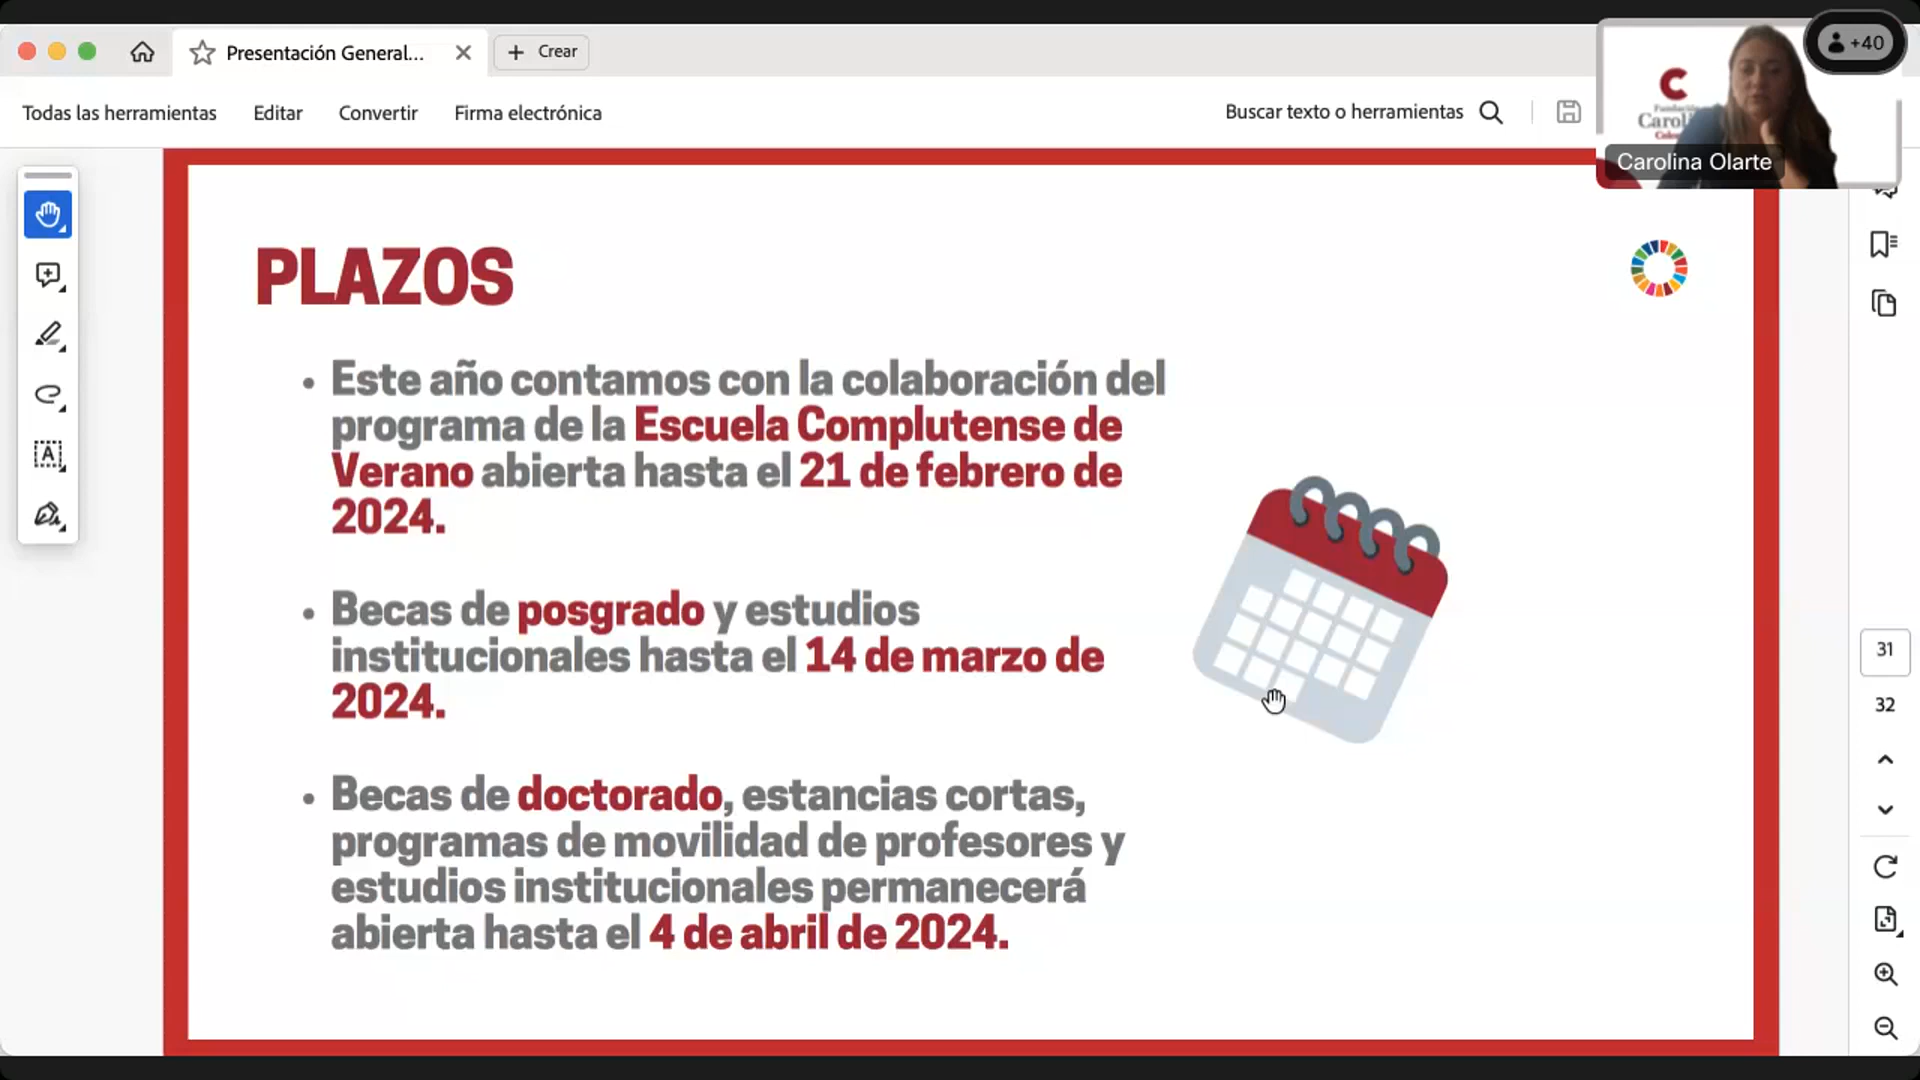 Presentación General...
Crear
+40
Todas las herramientas
Editar
Convertir
Firma electrónica
Buscar texto o herramientas
C
Carolina Olarte
PLAZOS
• Este año contamos con la colaboración del
programa de la Escuela Complutense de
Verano abierta hasta el 21 de febrero de
2024.
• Becas de posgrado y estudios
institucionales hasta el 14 de marzo de
2024.
• Becas de doctorado, estancias cortas,
programas de movilidad de profesores y
estudios institucionales permanecerá
abierta hasta el 4 de abril de 2024.
31
32